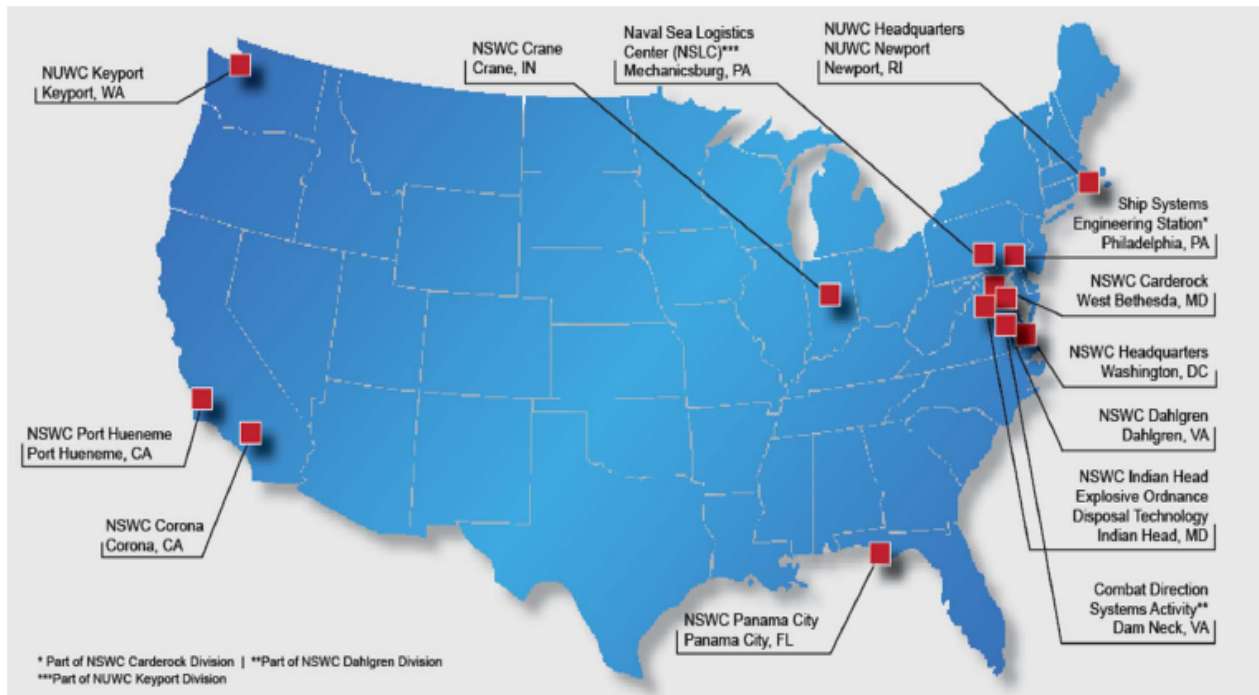 NUWC Keyport
Keyport, WA
NSWC Crane
Crane, IN
Naval Sea Logistics
Center (NSLC)***
Mechanicsburg, PA
NUWC Headquarters
NUWC Newport
Newport, RI
Ship Systems
Engineering Station*
Philadelphia, PA
NSWC Carderock
West Bethesda, MD
NSWC Headquarters
Washington, DC
NSWC Dahlgren
Dahlgren, VA
NSWC Indian Head
Explosive Ordnance
Disposal Technology
Indian Head, MD
Combat Direction
Systems Activity**
Dam Neck, VA
NSWC Port Hueneme
Port Hueneme, CA
NSWC Corona
Corona, CA
NSWC Panama City
Panama City, FL
* Part of NSWC Carderock Division | **Part of NSWC Dahlgren Division
***Part of NUWC Keyport Division